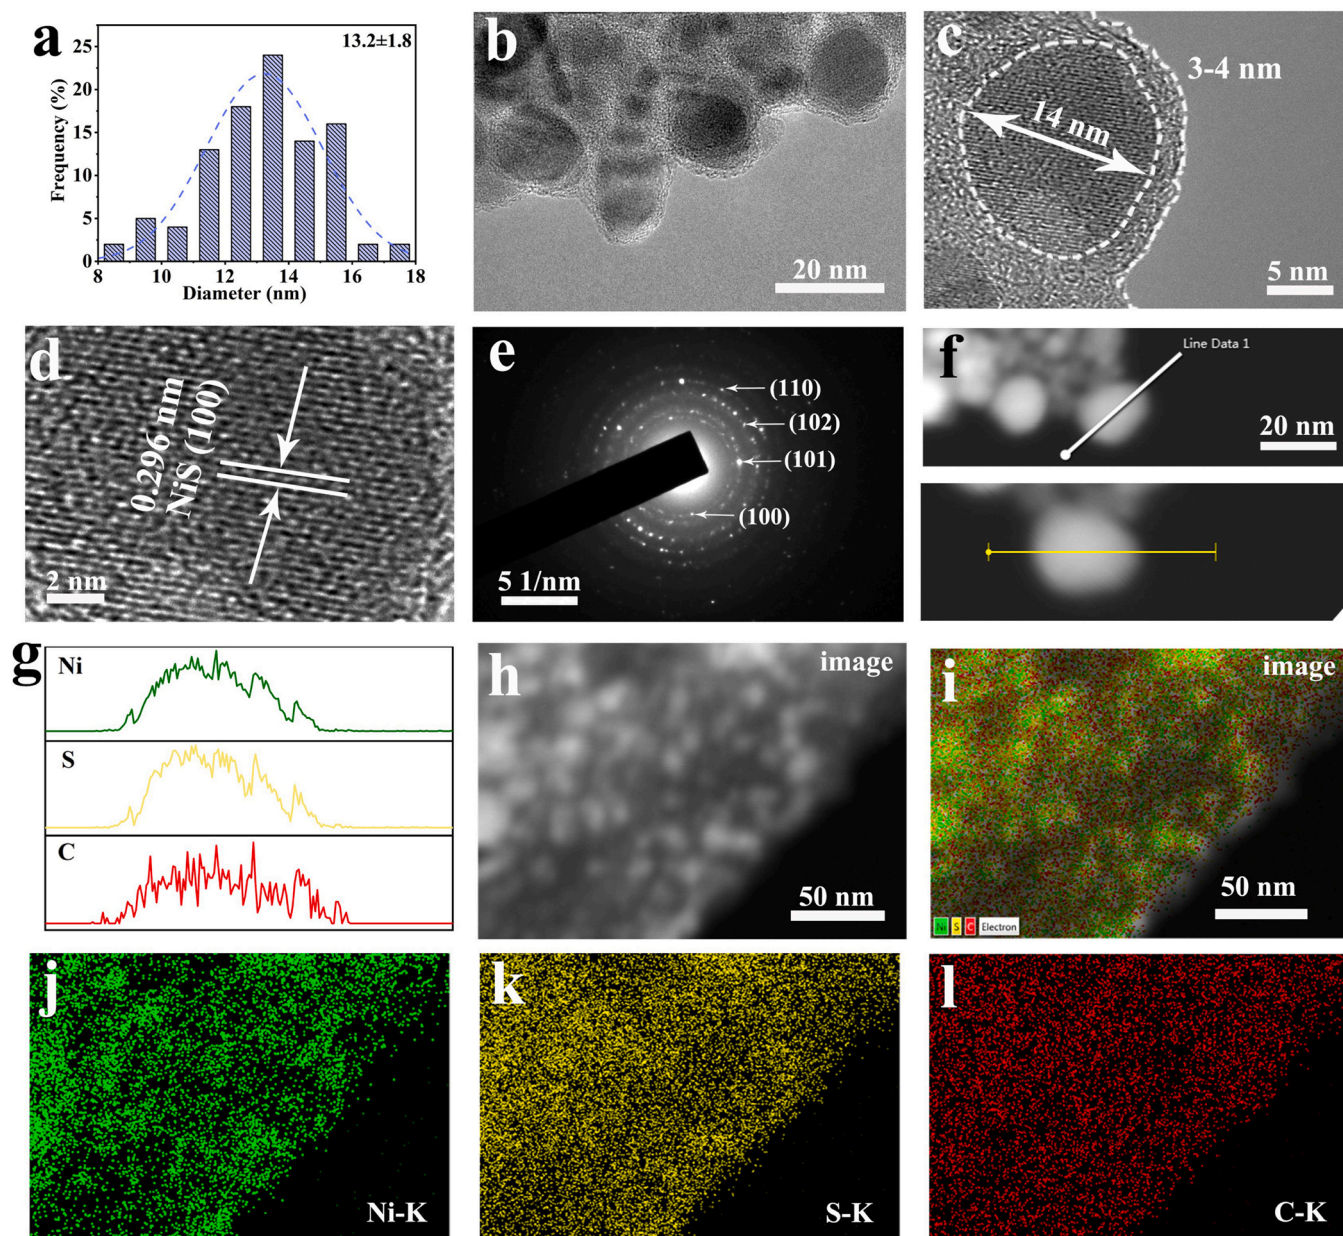 a
13.2±1.8
25
20
15
10
5
0
Frequency (%)
8 10 12 14 16 18
Diameter (nm)
b
20 nm
c
3-4 nm
14 nm
5 nm
d
0.296 nm
NiS (100)
2 nm
e
(110)
(102)
(101)
(100)
5 1/nm
f
Line Data 1
20 nm
g
Ni
S
C
h
image
50 nm
i
image
50 nm
Ni S C Electron
j
Ni-K
k
S-K
l
C-K